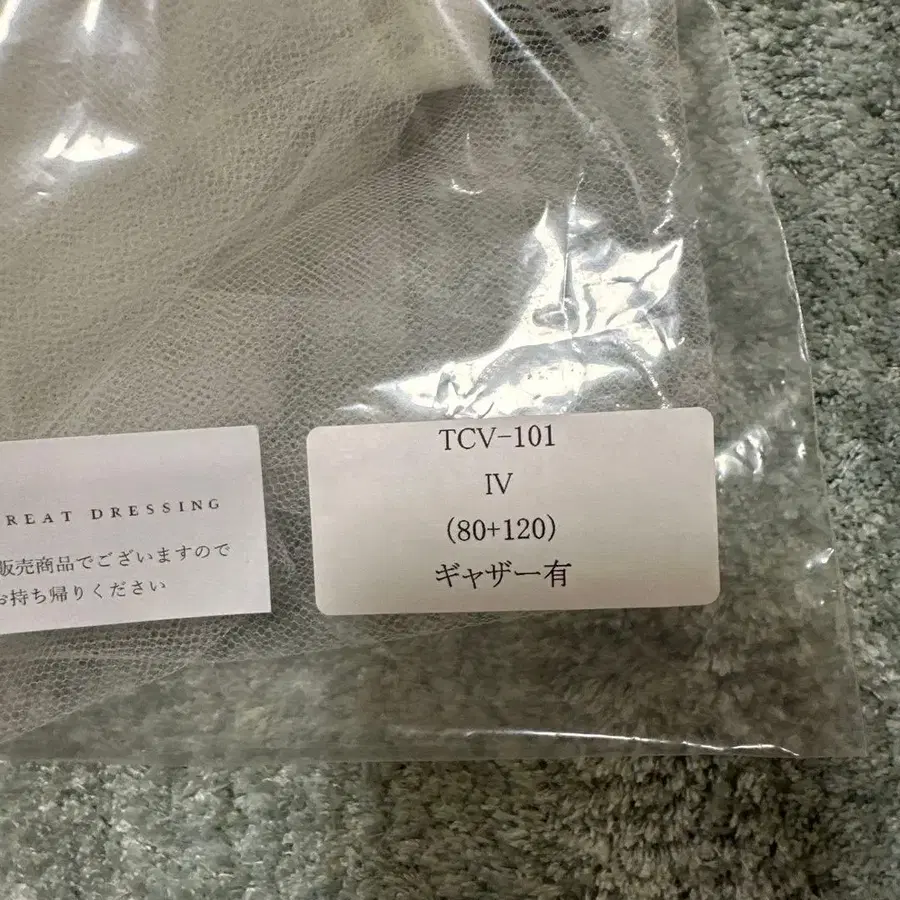 REAT DRESSING
販売商品でございますので
お持ち帰りください
TCV-101
IV
(80+120)
ギャザー有